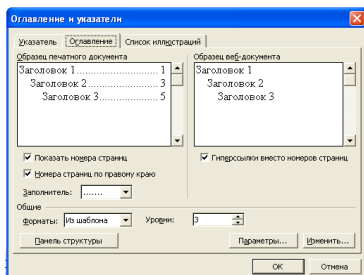 Оглавление и указатели
Указатель Оглавление Список иллюстраций
Образец печатного документа Образец веб-документа
Заголовок 1 ............................ 1 Заголовок 1
Заголовок 2 ...................... 3 Заголовок 2
Заголовок 3 ................ 5 Заголовок 3
Показать номера страниц Гиперссылки вместо номеров страниц
Номера страниц по правому краю
Заполнитель: .......
Общие
Форматы: Из шаблона Уровни: 3
Панель структуры Параметры... Изменить...
ОК Отмена